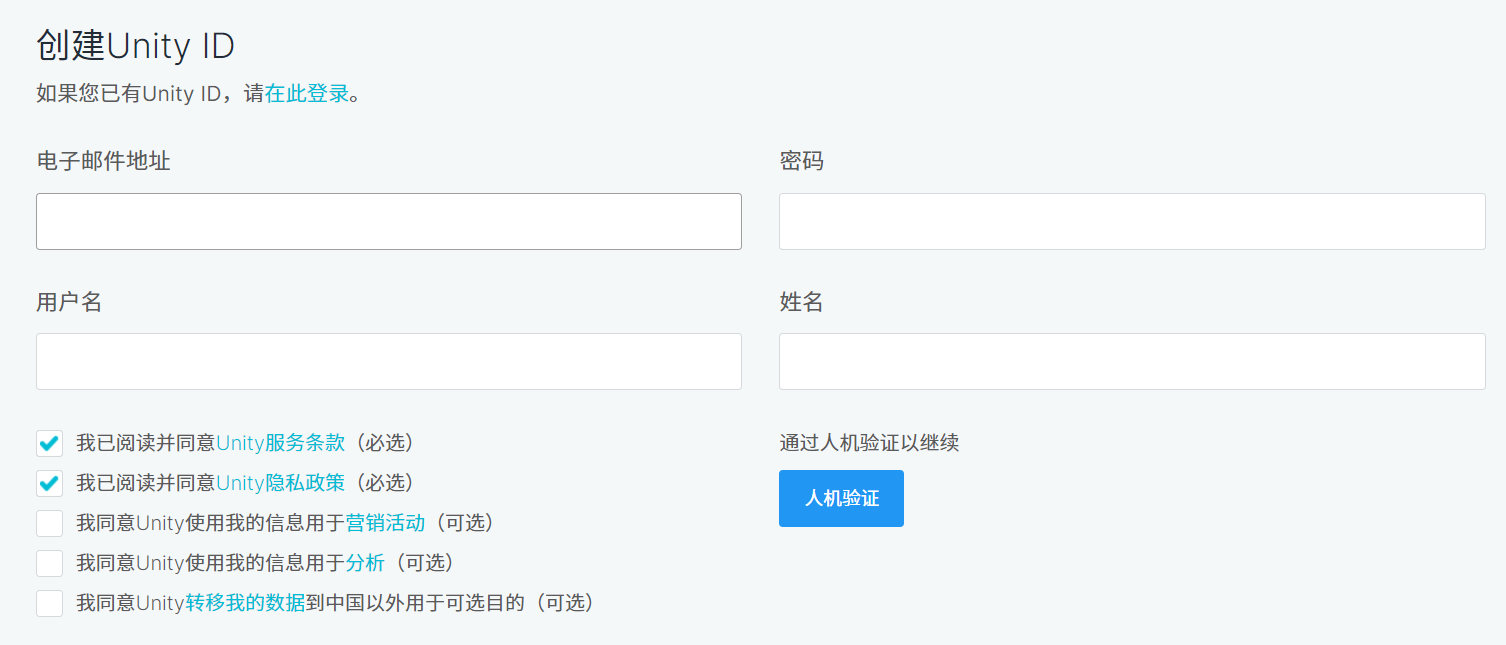 创建Unity ID
如果您已有Unity ID，请在此登录。
电子邮件地址
密码
用户名
姓名
我已阅读并同意Unity服务条款（必选）
我已阅读并同意Unity隐私政策（必选）
我同意Unity使用我的信息用于营销活动（可选）
我同意Unity使用我的信息用于分析（可选）
我同意Unity转移我的数据到中国以外用于可选目的（可选）
通过人机验证以继续
人机验证